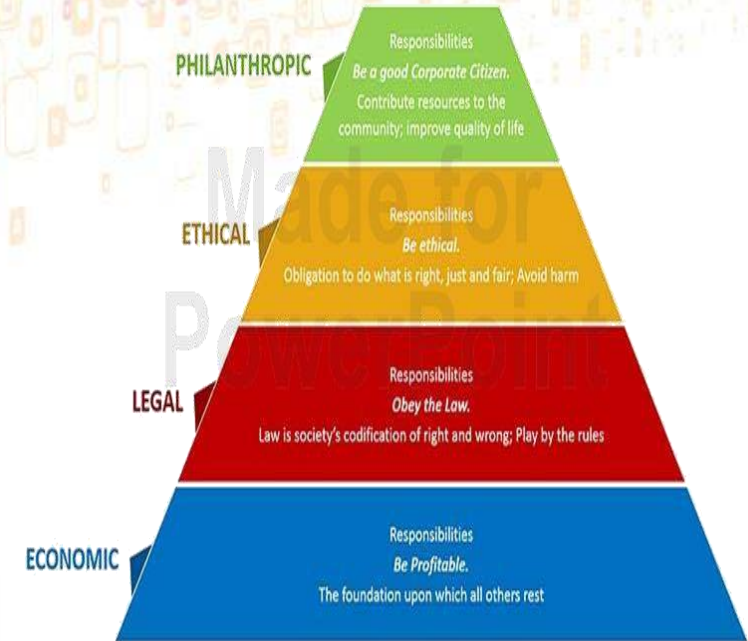 PHILANTHROPIC
Responsibilities
Be a good Corporate Citizen.
Contribute resources to the
community; improve quality of life
ETHICAL
Responsibilities
Be ethical.
Obligation to do what is right, just and fair; Avoid harm
LEGAL
Responsibilities
Obey the Law.
Law is society's codification of right and wrong; Play by the rules
ECONOMIC
Responsibilities
Be Profitable.
The foundation upon which all others rest
Made for
PowerPoint